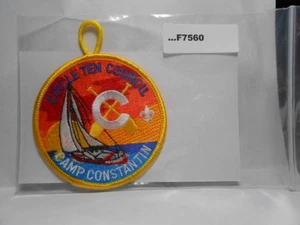 ...F7560
CIRCLE TEN COUNCIL
C
CAMP CONSTANTIN